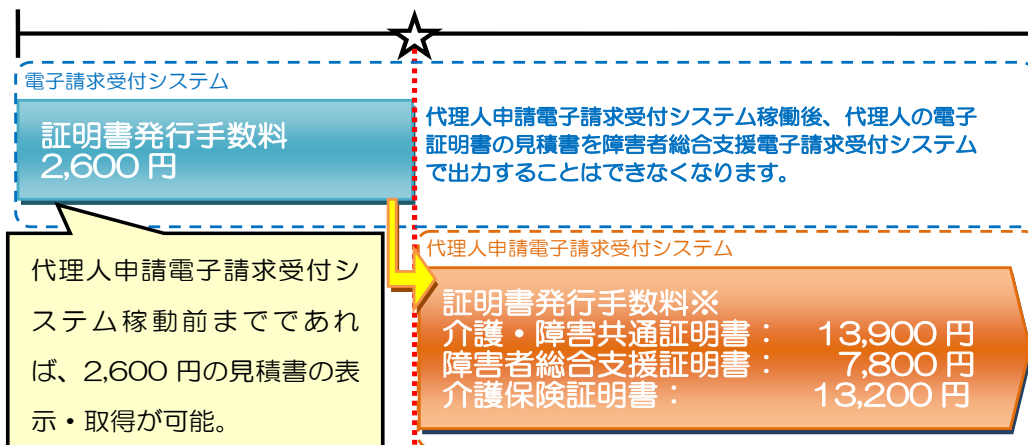 電子請求受付システム
証明書発行手数料
2,600 円
代理人申請電子請求受付システム稼働後、代理人の電子
証明書の見積書を障害者総合支援電子請求受付システム
で出力することはできなくなります。
代理人申請電子請求受付シ
ステム稼働前までであれ
ば、2,600 円の見積書の表
示・取得が可能。
代理人申請電子請求受付システム
証明書発行手数料※
介護・障害共通証明書： 13,900 円
障害者総合支援証明書： 7,800 円
介護保険証明書： 13,200 円